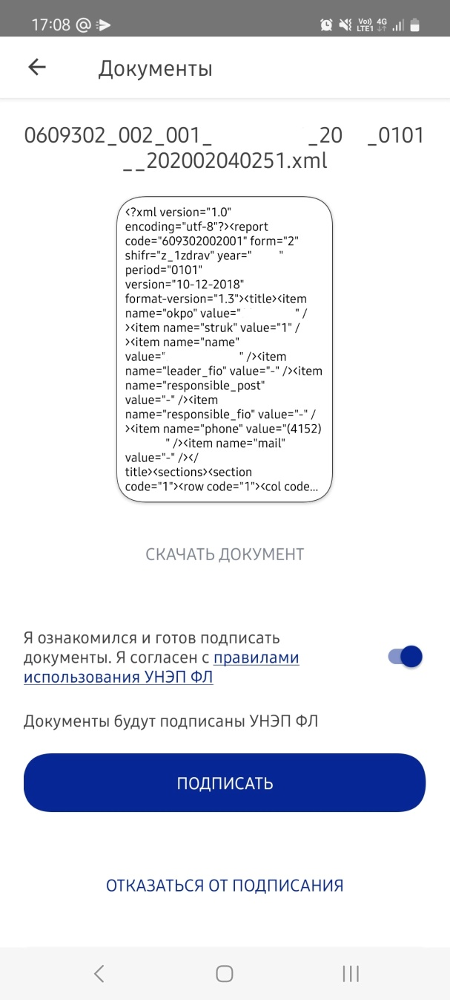 17:08 @
Vo)) 4G
LTE1
Документы
0609302_002_001_ _20 _0101
__202002040251.xml
<?xml version="1.0"
encoding="utf-8"?><report
code="609302002001" form="2"
shifr="z_1zdrav" year=" "
period="0101"
version="10-12-2018"
format-version="1.3"><title><item
name="okpo" value=" " /
><item name="struk" value="1" /
><item name="name"
value=" " /><item
name="leader_fio" value="-" /><item
name="responsible_post"
value="-" /><item
name="responsible_fio" value="-" /
><item name="phone" value="(4152)
" /><item name="mail"
value="-" /></
title><sections><section
code="1"><row code="1"><col code...
СКАЧАТЬ ДОКУМЕНТ
Я ознакомился и готов подписать
документы. Я согласен с правилами
использования УНЭП ФЛ
Документы будут подписаны УНЭП ФЛ
ПОДПИСАТЬ
ОТКАЗАТЬСЯ ОТ ПОДПИСАНИЯ